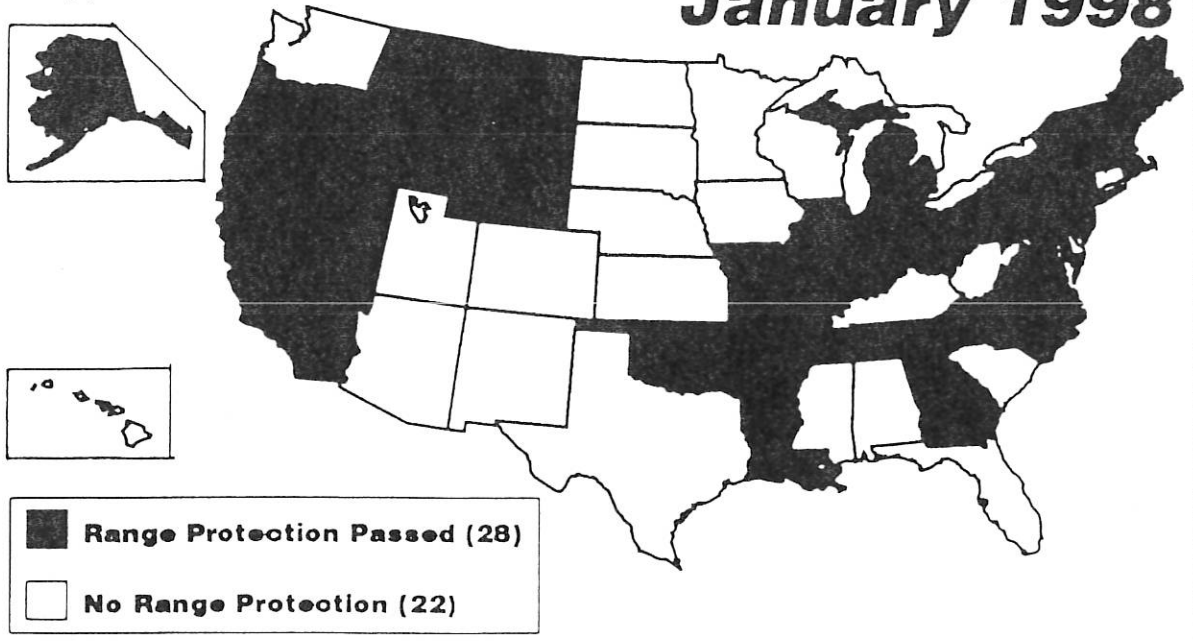 January 1998
Range Protection Passed (28)
No Range Protection (22)